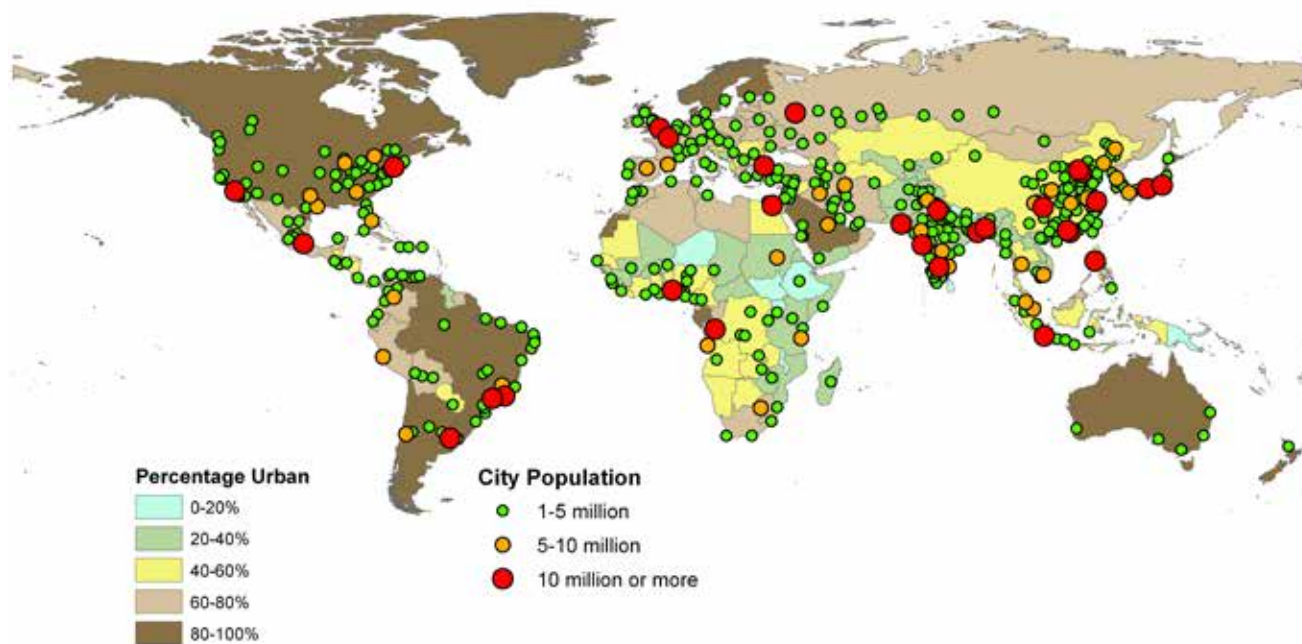 Percentage Urban
0-20%
20-40%
40-60%
60-80%
80-100%
City Population
1-5 million
5-10 million
10 million or more